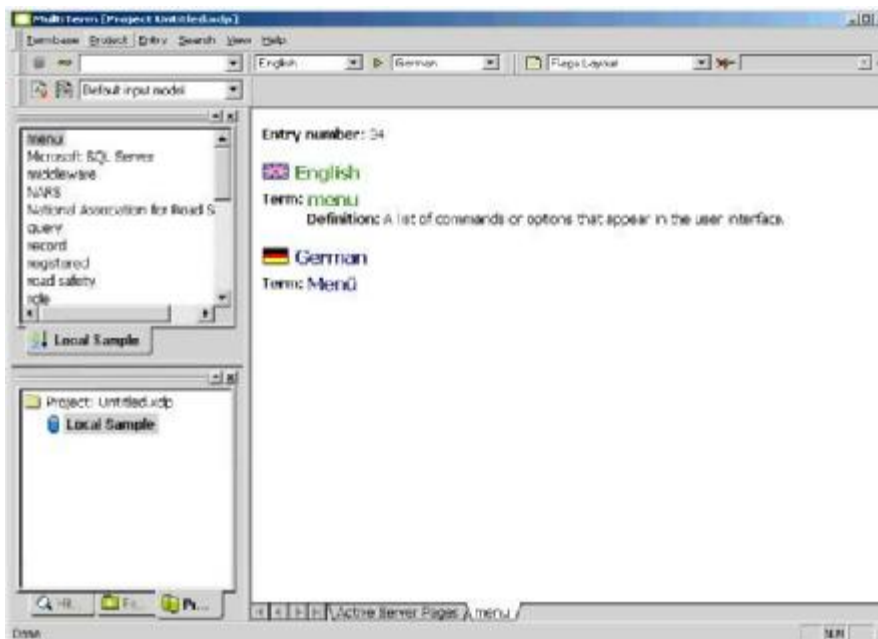 MultiTerm [Project Untitled.xdp]
Termbase Project Entry Search View Help
English German Flags Layout
Default input model
menu
Microsoft SQL Server
middleware
NARS
National Association for Road S
query
record
registered
road safety
role
Local Sample
Project: Untitled.xdp
Local Sample
Hit...
Pr...
Entry number: 34
English
Term: menu
Definition: A list of commands or options that appear in the user interface.
German
Term: Menü
Active Server Pages menu
Done
NUM